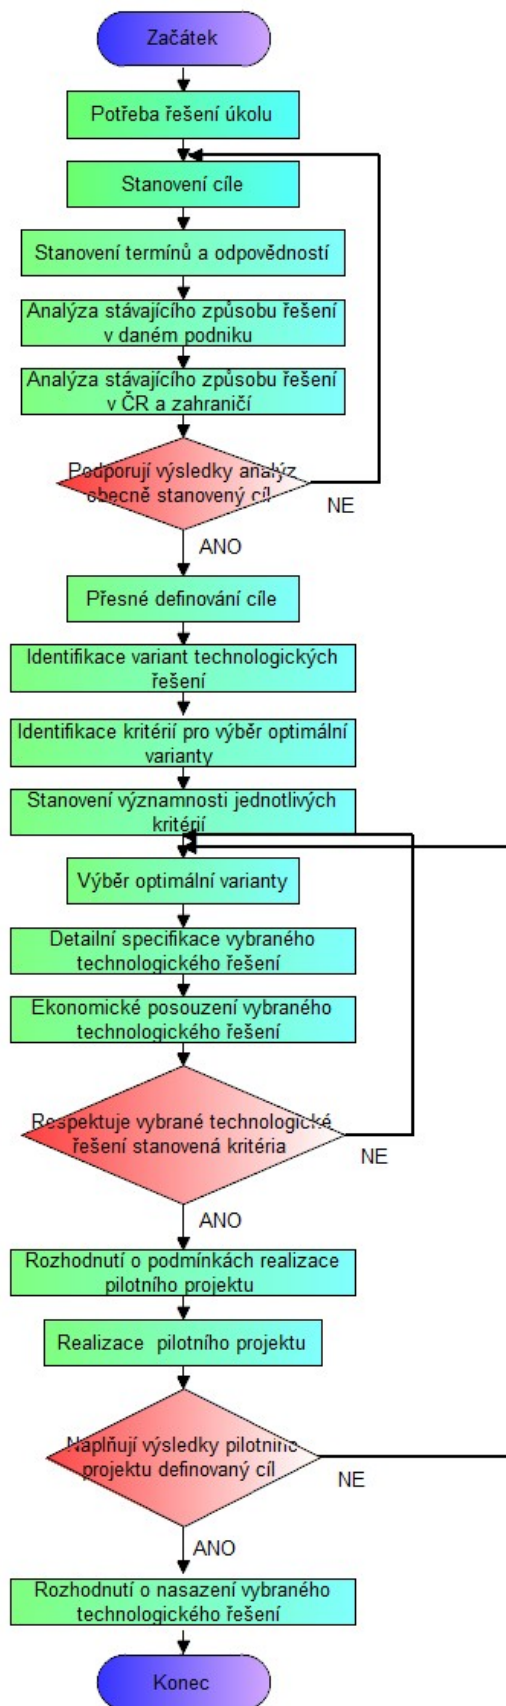 Začátek
Potřeba řešení úkolu
Stanovení cíle
Stanovení termínů a odpovědností
Analýza stávajícího způsobu řešení
v daném podniku
Analýza stávajícího způsobu řešení
v ČR a zahraničí
Podporují výsledky analýz
obecně stanovený cíl
NE
ANO
Přesné definování cíle
Identifikace variant technologických
řešení
Identifikace kritérií pro výběr optimální
varianty
Stanovení významnosti jednotlivých
kritérií
Výběr optimální varianty
Detailní specifikace vybraného
technologického řešení
Ekonomické posouzení vybraného
technologického řešení
Respektuje vybrané technologické
řešení stanovená kritéria
NE
ANO
Rozhodnutí o podmínkách realizace
pilotního projektu
Realizace pilotního projektu
Naplňují výsledky pilotního
projektu definovaný cíl
NE
ANO
Rozhodnutí o nasazení vybraného
technologického řešení
Konec